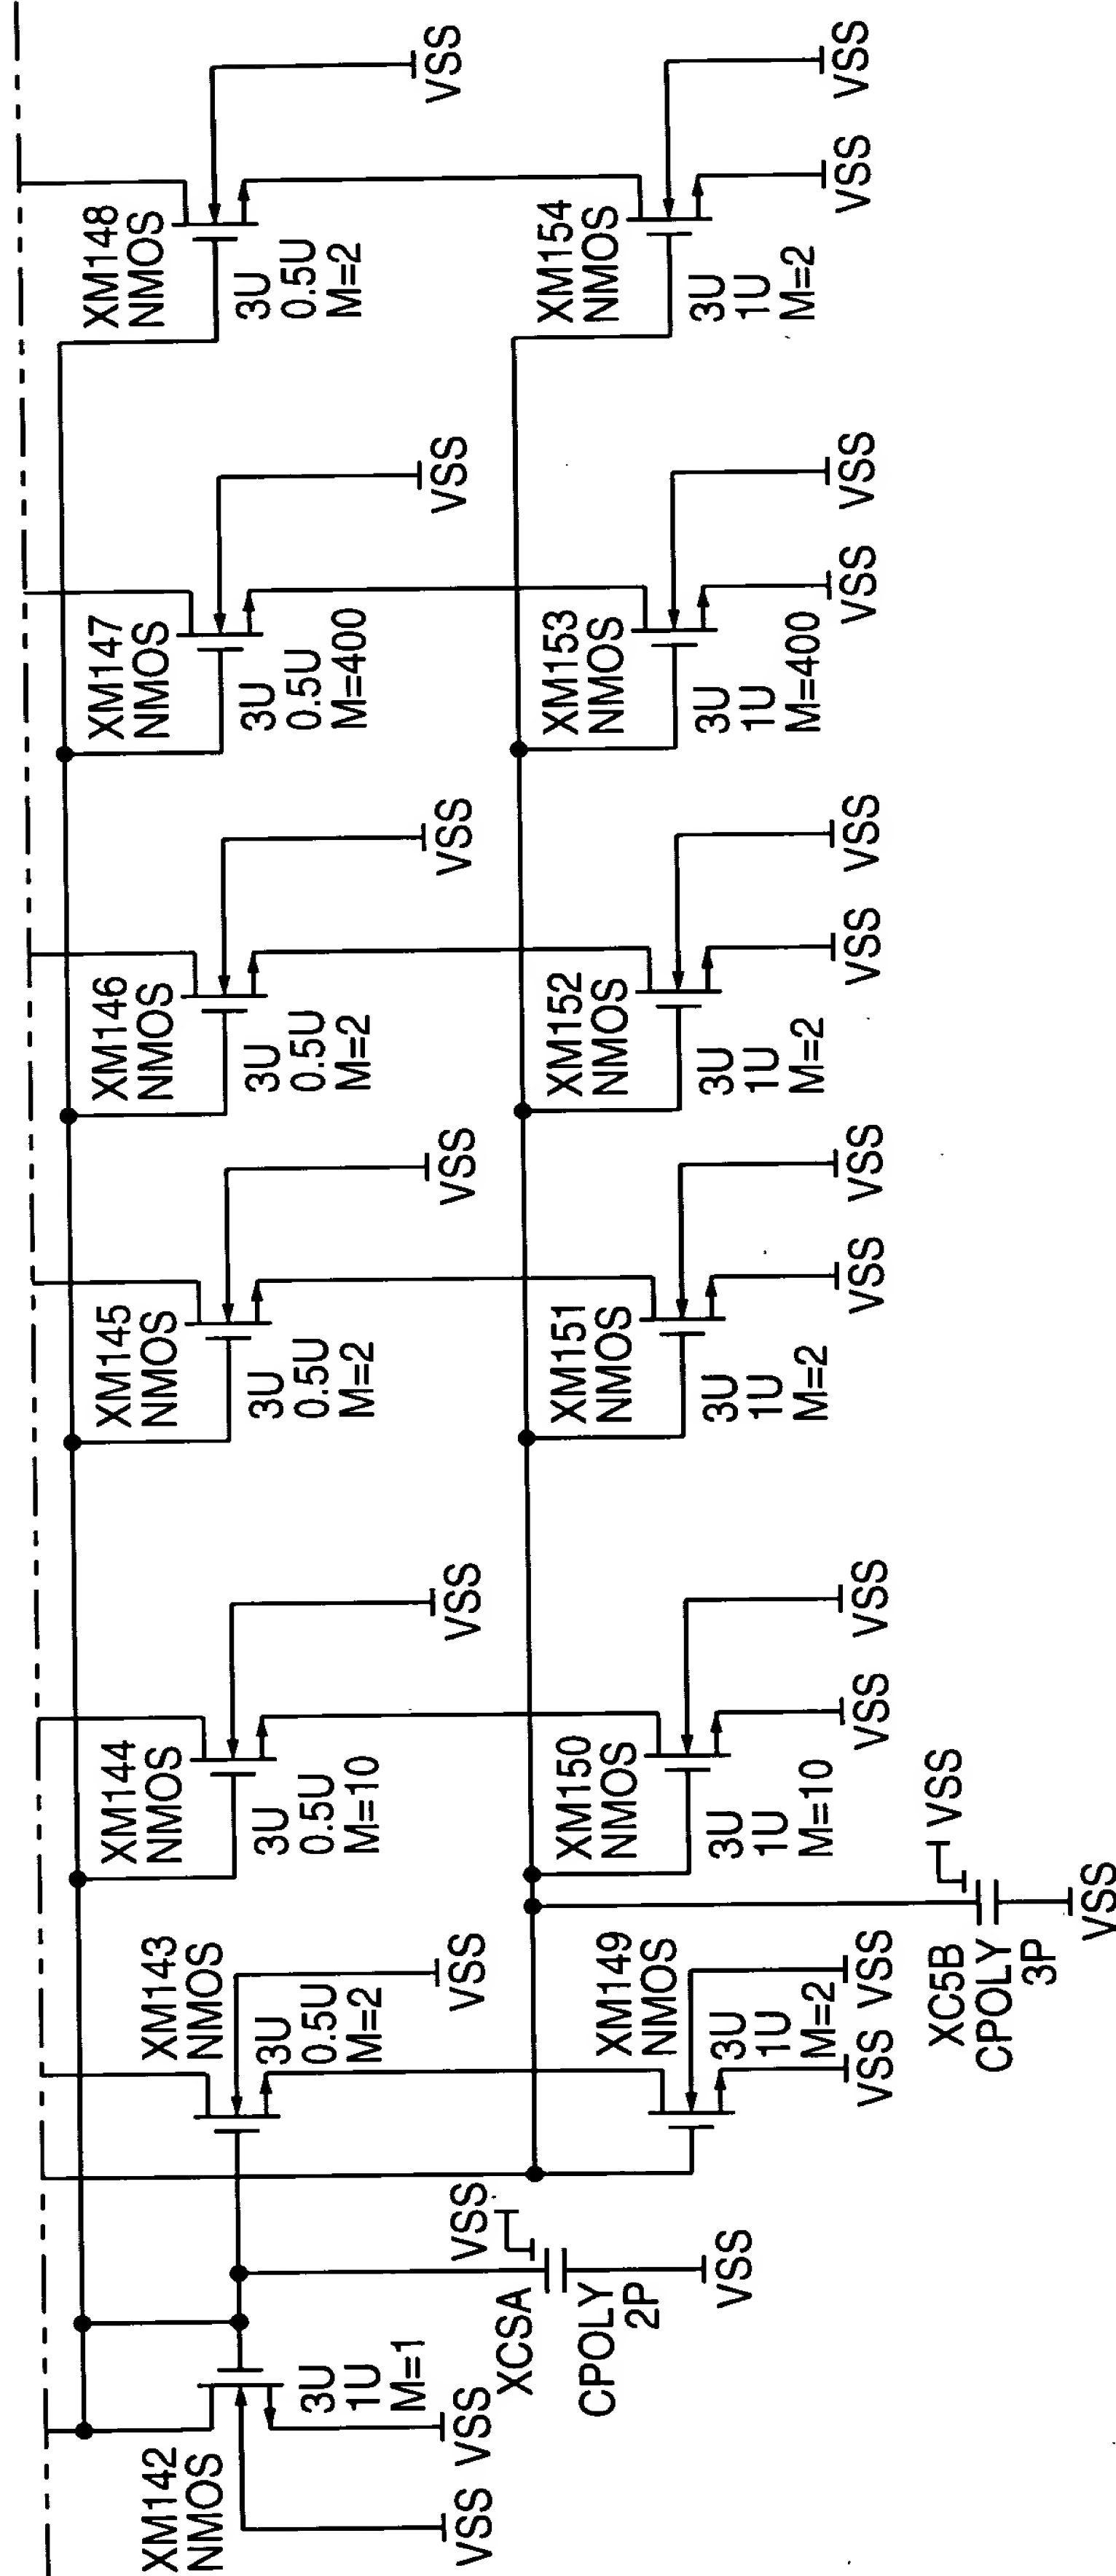 XM142
NMOS
3U
1U
M=1
VSS
VSS
XCSA
CPOLY
2P
VSS
VSS
XM143
NMOS
3U
0.5U
M=2
VSS
XM144
NMOS
3U
0.5U
M=10
VSS
XM145
NMOS
3U
0.5U
M=2
VSS
XM146
NMOS
3U
0.5U
M=2
VSS
XM147
NMOS
3U
0.5U
M=400
VSS
XM148
NMOS
3U
0.5U
M=2
VSS
XM149
NMOS
3U
1U
M=2
VSS
VSS
XC5B
CPOLY
3P
VSS
VSS
XM150
NMOS
3U
1U
M=10
VSS
VSS
XM151
NMOS
3U
1U
M=2
VSS
VSS
XM152
NMOS
3U
1U
M=2
VSS
VSS
XM153
NMOS
3U
1U
M=400
VSS
VSS
XM154
NMOS
3U
1U
M=2
VSS
VSS